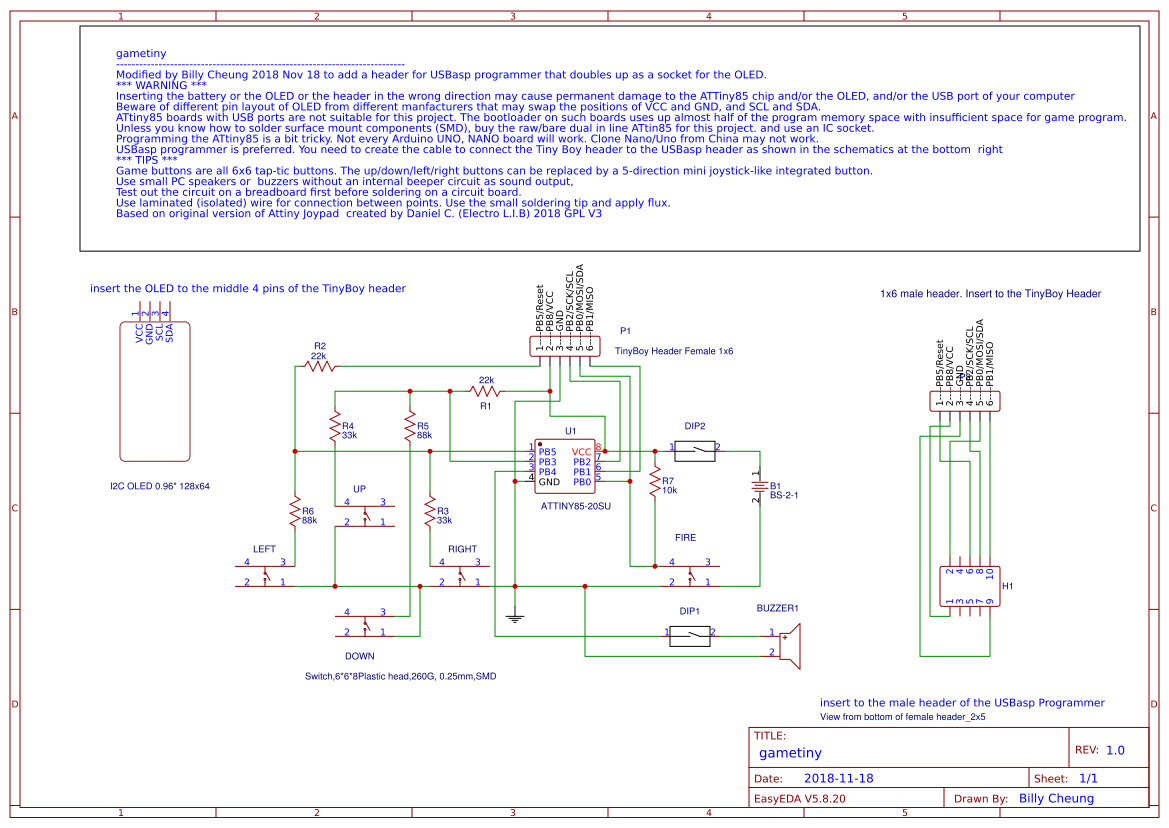 1 2 3 4 5
A
B
C
D
gametiny
------------------------------------------------------------------------
Modified by Billy Cheung 2018 Nov 18 to add a header for USBasp programmer that doubles up as a socket for the OLED.
*** WARNING ***
Inserting the battery or the OLED or the header in the wrong direction may cause permanent damage to the ATTiny85 chip and/or the OLED, and/or the USB port of your computer
Beware of different pin layout of OLED from different manfacturers that may swap the positions of VCC and GND, and SCL and SDA.
ATtiny85 boards with USB ports are not suitable for this project. The bootloader on such boards uses up almost half of the program memory space with insufficient space for game program.
Unless you know how to solder surface mount components (SMD), buy the raw/bare dual in line ATtin85 for this project. and use an IC socket.
Programming the ATtiny85 is a bit tricky. Not every Arduino UNO, NANO board will work. Clone Nano/Uno from China may not work.
USBasp programmer is preferred. You need to create the cable to connect the Tiny Boy header to the USBasp header as shown in the schematics at the bottom  right
*** TIPS ***
Game buttons are all 6x6 tap-tic buttons. The up/down/left/right buttons can be replaced by a 5-direction mini joystick-like integrated button.
Use small PC speakers or  buzzers without an internal beeper circuit as sound output,
Test out the circuit on a breadboard first before soldering on a circuit board.
Use laminated (isolated) wire for connection between points. Use the small soldering tip and apply flux.
Based on original version of Attiny Joypad  created by Daniel C. (Electro L.I.B) 2018 GPL V3
insert the OLED to the middle 4 pins of the TinyBoy header
1 2 3 4
VCC GND SCL SDA
I2C OLED 0.96" 128x64
PB5/Reset
PB8/VCC
GND
PB2/SCK/SCL
PB0/MOSI/SDA
PB1/MISO
1 2 3 4 5 6
P1
TinyBoy Header Female 1x6
R2
22k
22k
R1
R4
33k
R5
88k
U1
1 PB5
2 PB3
3 PB4
4 GND
VCC 8
PB2 7
PB1 6
PB0 5
ATTINY85-20SU
DIP2
1 2
R7
10k
1
2
B1
BS-2-1
R6
88k
UP
4 3
2 1
R3
33k
LEFT
4 3
2 1
RIGHT
4 3
2 1
FIRE
4 3
2 1
DOWN
4 3
2 1
Switch,6*6*8Plastic head,260G, 0.25mm,SMD
DIP1
1 2
BUZZER1
1 +
2
1x6 male header. Insert to the TinyBoy Header
PB5/Reset
PB8/VCC
GND
PB2/SCK/SCL
PB0/MOSI/SDA
PB1/MISO
1 2 3 4 5 6
2 4 6 8 10
1 3 5 7 9
H1
insert to the male header of the USBasp Programmer
View from bottom of female header_2x5
TITLE:
gametiny
REV: 1.0
Date: 2018-11-18
Sheet: 1/1
EasyEDA V5.8.20
Drawn By: Billy Cheung
A
B
C
D
1 2 3 4 5